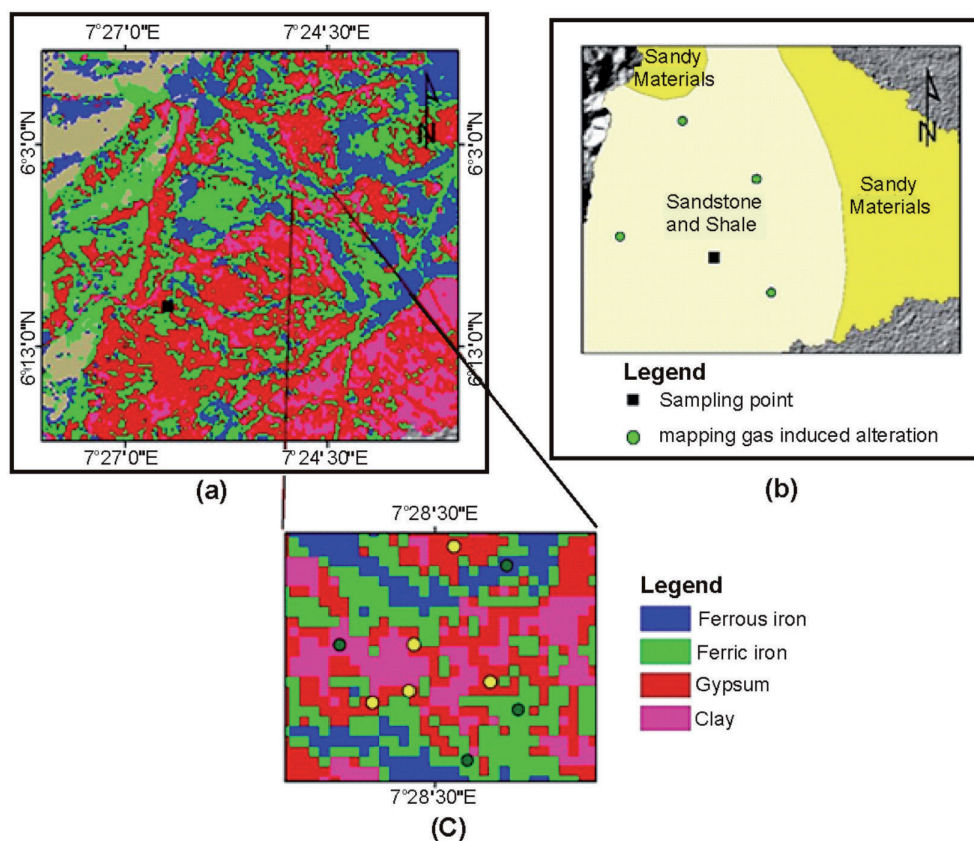 7°27'0"E
7°24'30"E
6°3'0"N
6°3'0"N
N
6°13'0"N
6°13'0"N
7°27'0"E
7°24'30"E
(a)
Sandy
Materials
N
Sandy
Materials
Sandstone
and Shale
Legend
Sampling point
mapping gas induced alteration
(b)
7°28'30"E
7°28'30"E
(C)
Legend
Ferrous iron
Ferric iron
Gypsum
Clay